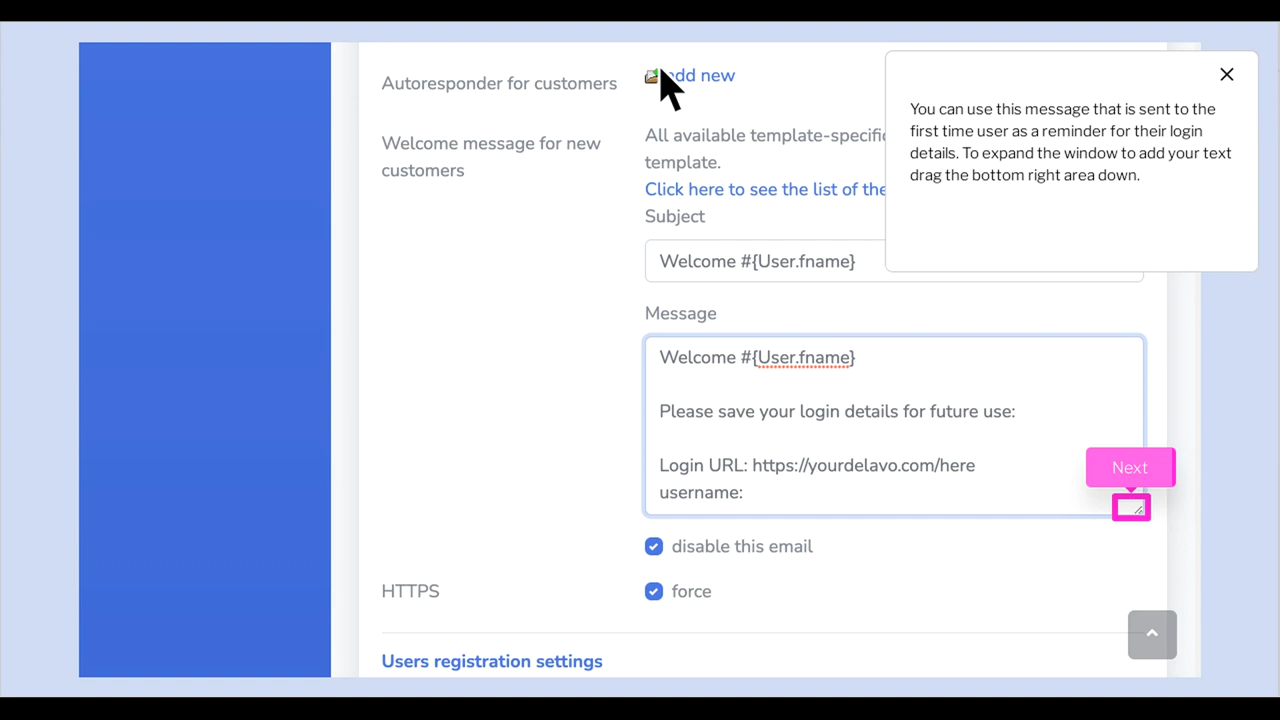 Autoresponder for customers
dd new
Welcome message for new
customers
All available template-specific
template.
Click here to see the list of the
Subject
Welcome #{User.fname}
Message
Welcome #{User.fname}
Please save your login details for future use:
Login URL: https://yourdelavo.com/here
username:
disable this email
HTTPS
force
Users registration settings
You can use this message that is sent to the
first time user as a reminder for their login
details. To expand the window to add your text
drag the bottom right area down.
Next